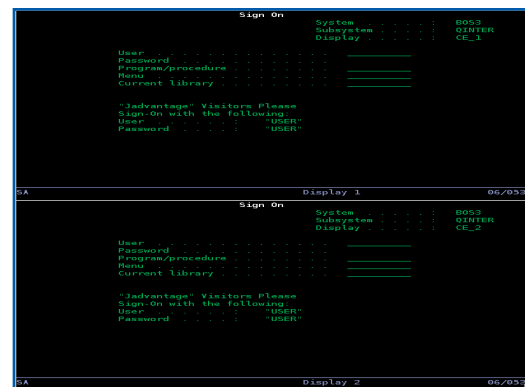 Sign On
System . . . . . : BOS3
Subsystem . . . . : QINTER
Display . . . . . : CE_1
User . . . . . . . . . . . . . .
Password . . . . . . . . . . . .
Program/procedure . . . . . . . .
Menu . . . . . . . . . . . . . .
Current library . . . . . . . . .
"Jadvantage" Visitors Please
Sign-On with the following:
User . . . . . . : "USER"
Password . . . . : "USER"
SA Display 1 06/053
Sign On
System . . . . . : BOS3
Subsystem . . . . : QINTER
Display . . . . . : CE_2
User . . . . . . . . . . . . . .
Password . . . . . . . . . . . .
Program/procedure . . . . . . . .
Menu . . . . . . . . . . . . . .
Current library . . . . . . . . .
"Jadvantage" Visitors Please
Sign-On with the following:
User . . . . . . : "USER"
Password . . . . : "USER"
SA Display 2 06/053